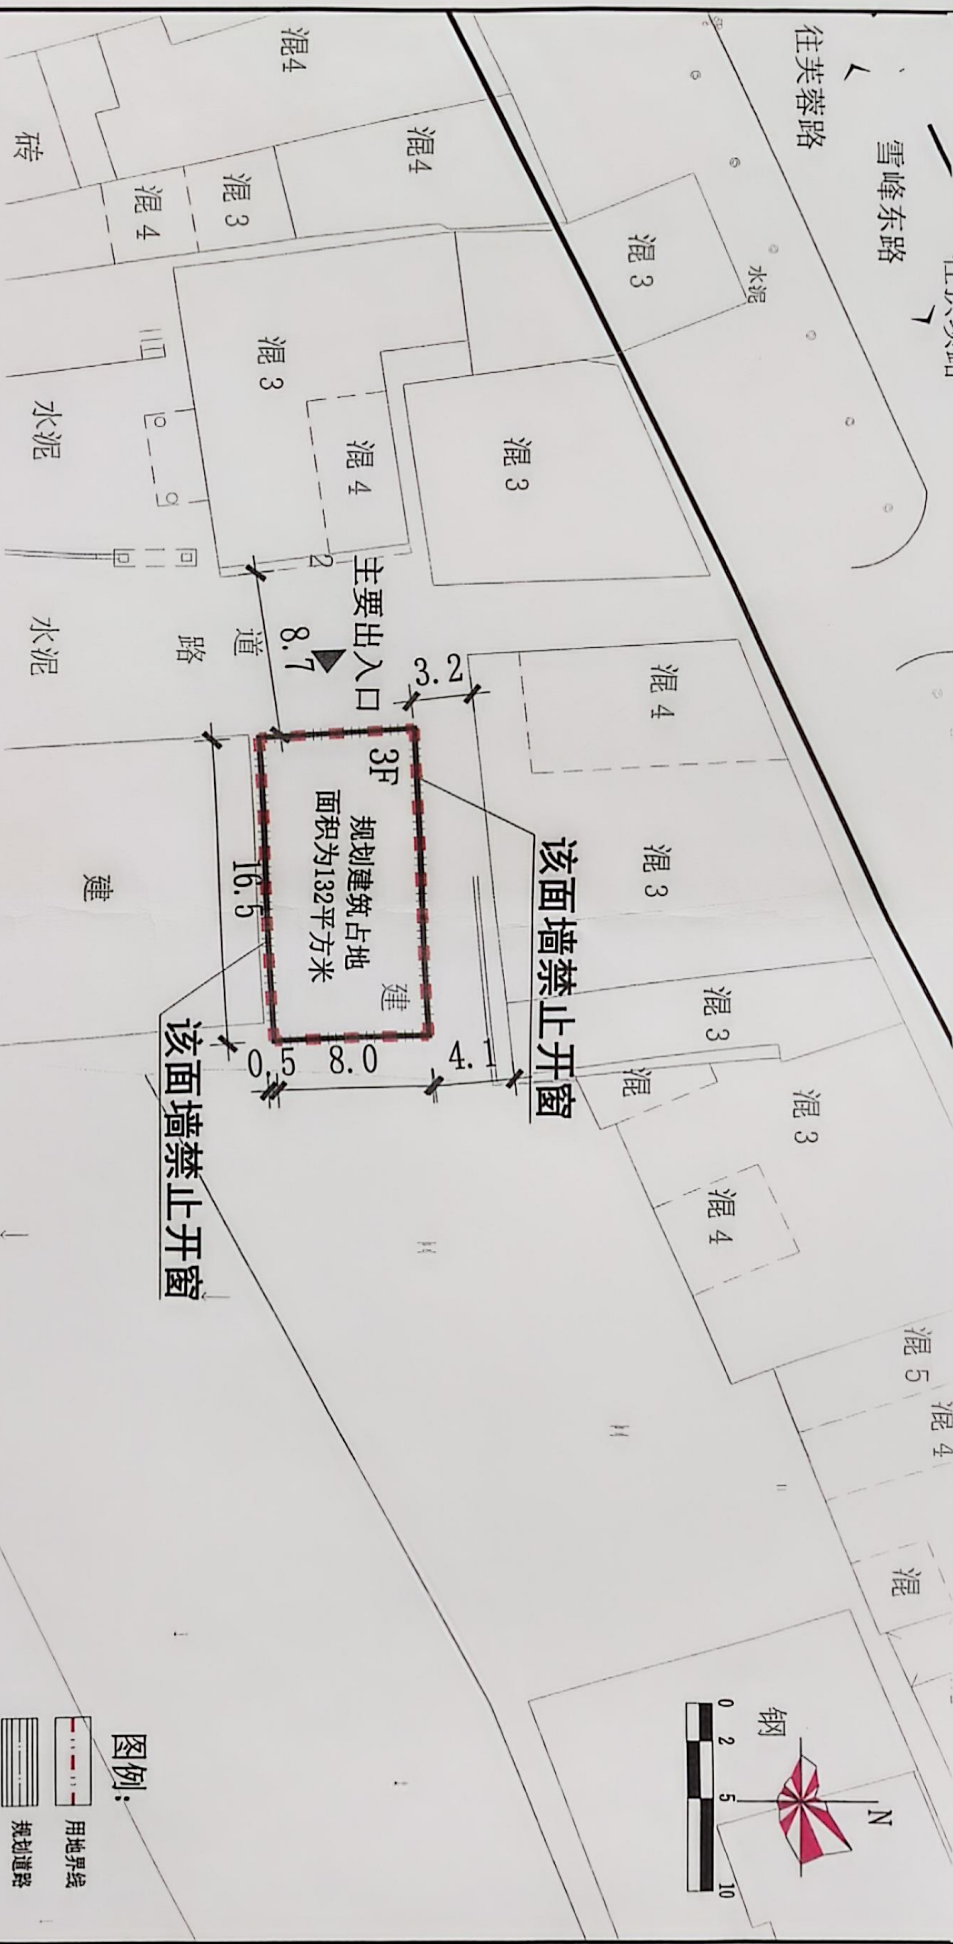 往芙蓉路
雪峰东路
混4
混4
砖
混 4
混 3
混 3
水泥
混 3
混 4
混 3
水泥
水泥
2
主要出入口
道
路
8.7
3.2
混 4
混 3
3F
规划建筑占地
面积为132平方米
建
建
16.5
该面墙禁止开窗
该面墙禁止开窗
0.5
8.0
4.1
混 3
混
混 3
混 4
混 5
混 4
混
钢
N
0 2 5 10
图例:
用地界线
规划道路